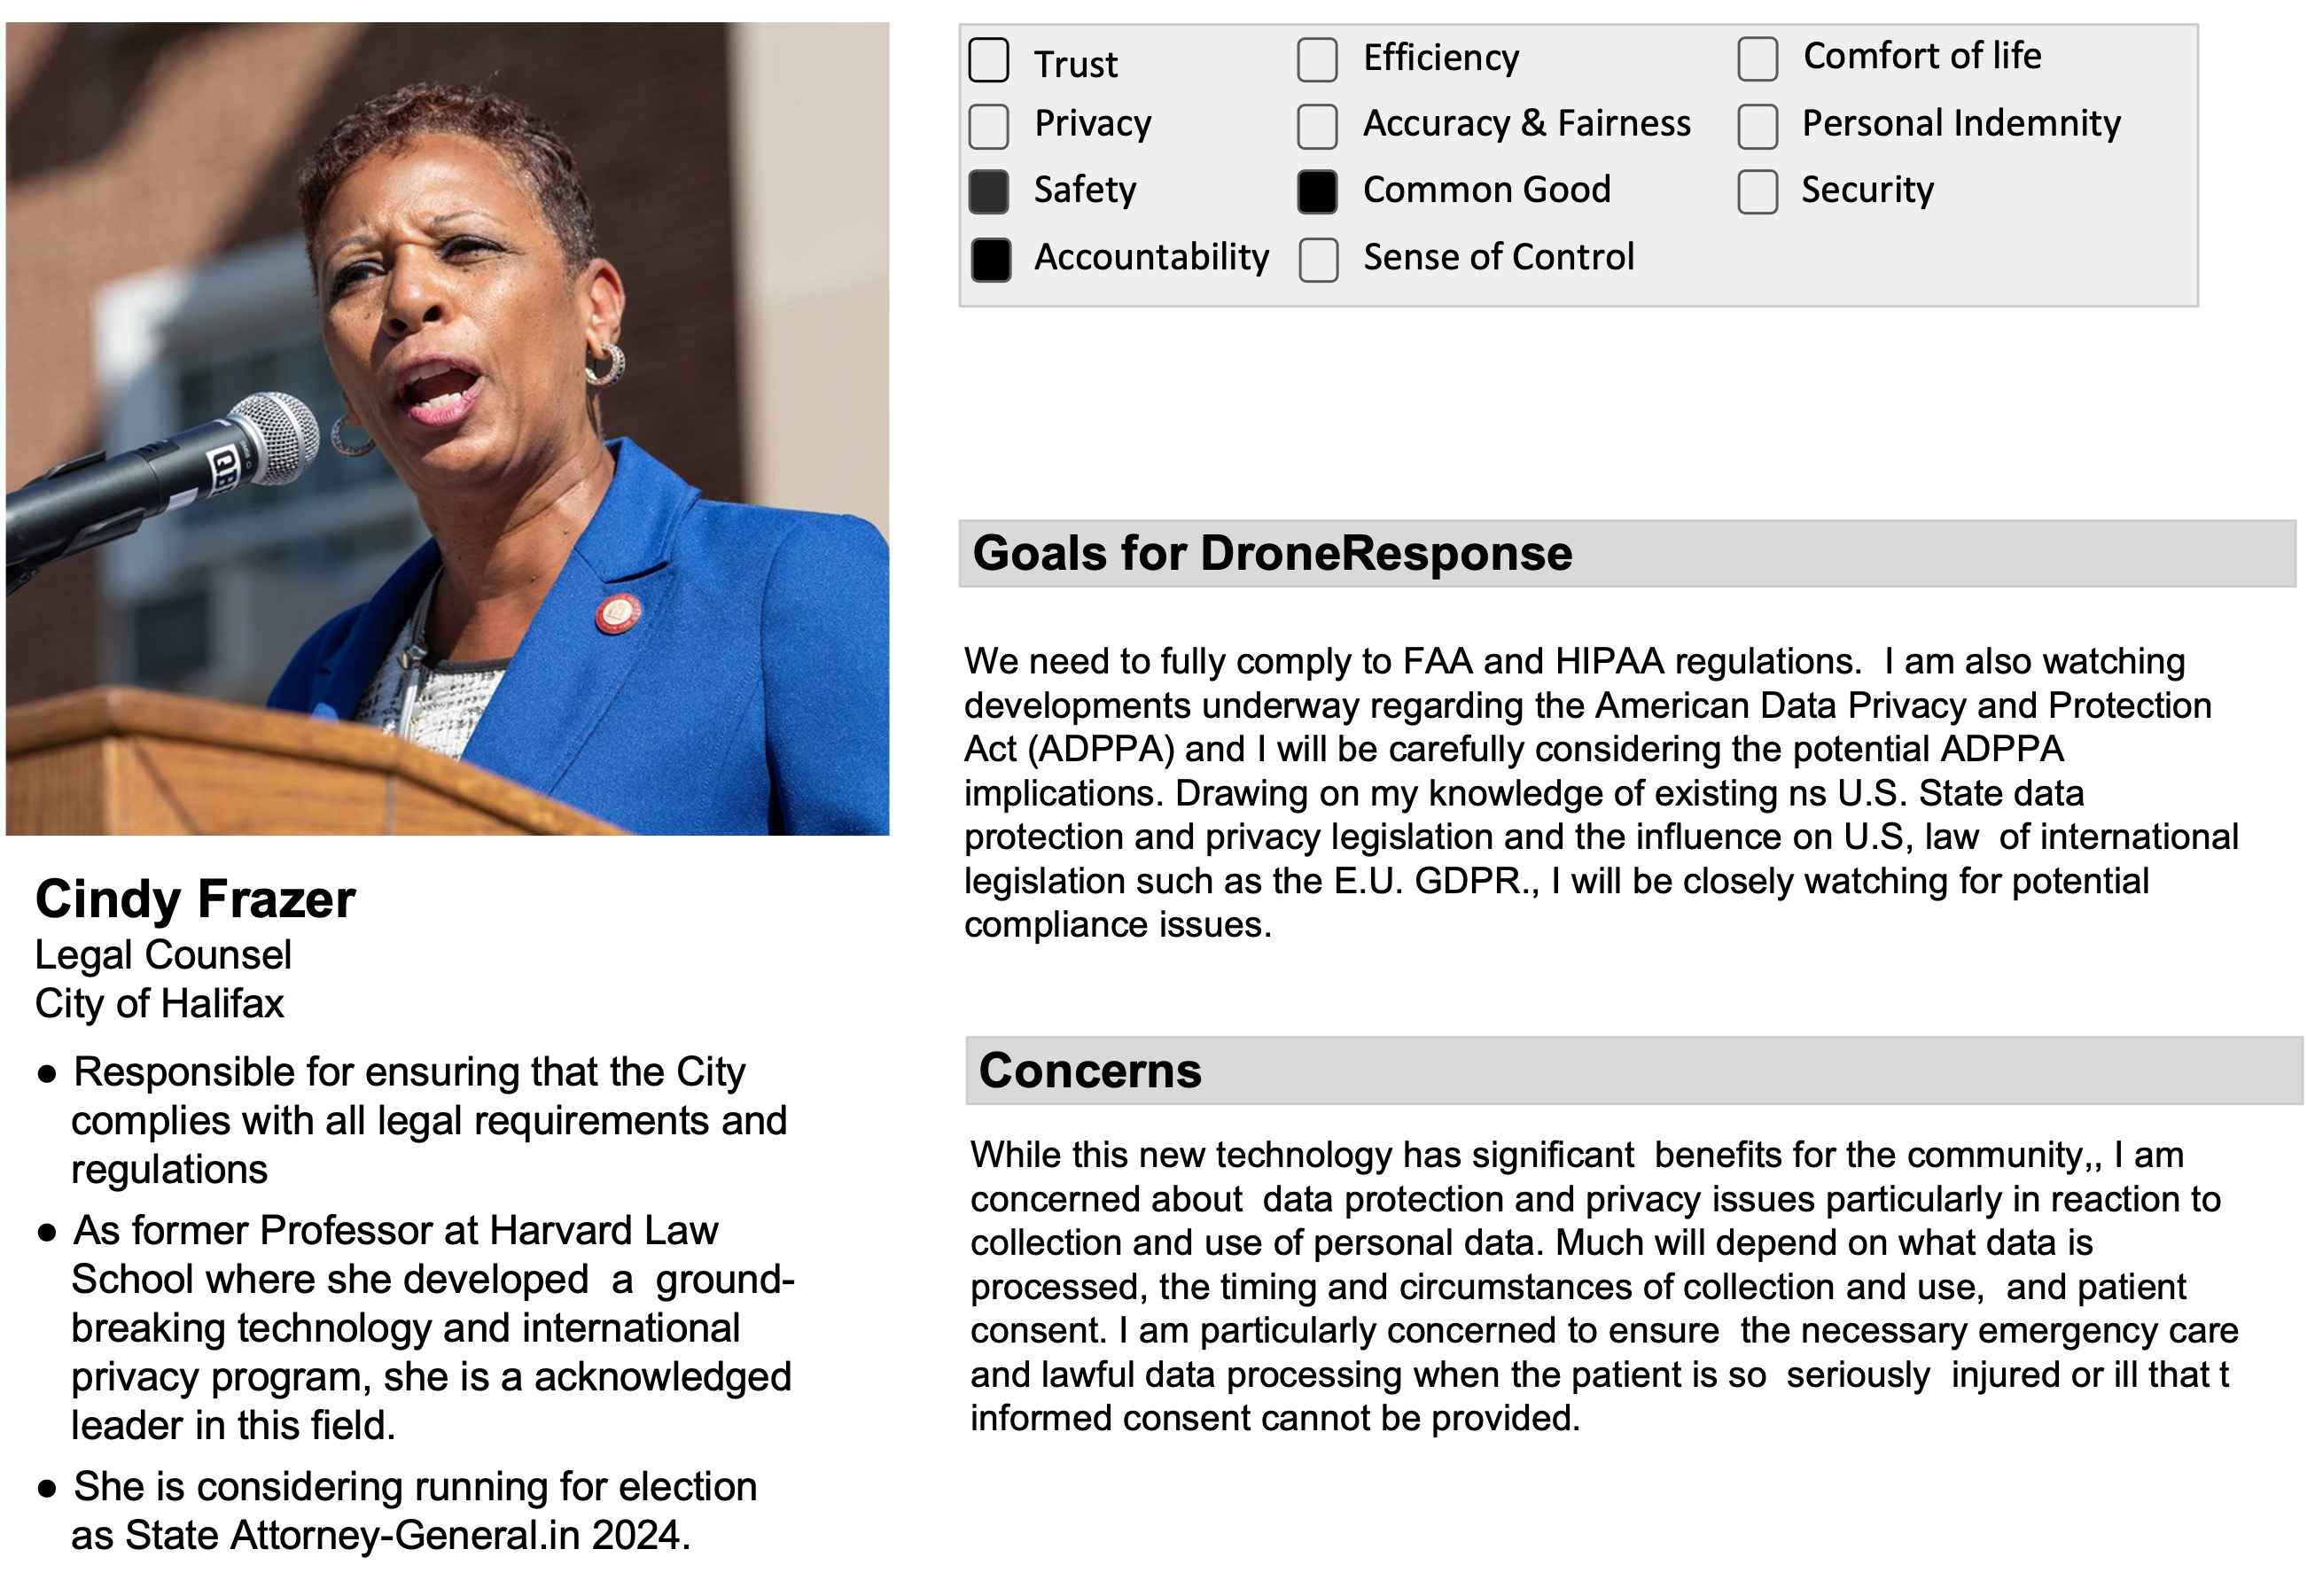 Trust
Efficiency
Comfort of life
Privacy
Accuracy & Fairness
Personal Indemnity
Safety
Common Good
Security
Accountability
Sense of Control
Goals for DroneResponse
We need to fully comply to FAA and HIPAA regulations.  I am also watching
developments underway regarding the American Data Privacy and Protection
Act (ADPPA) and I will be carefully considering the potential ADPPA
implications. Drawing on my knowledge of existing ns U.S. State data
protection and privacy legislation and the influence on U.S, law  of international
legislation such as the E.U. GDPR., I will be closely watching for potential
compliance issues.
Concerns
While this new technology has significant  benefits for the community,, I am
concerned about  data protection and privacy issues particularly in reaction to
collection and use of personal data. Much will depend on what data is
processed, the timing and circumstances of collection and use,  and patient
consent. I am particularly concerned to ensure  the necessary emergency care
and lawful data processing when the patient is so  seriously  injured or ill that t
informed consent cannot be provided.
Cindy Frazer
Legal Counsel
City of Halifax
● Responsible for ensuring that the City
complies with all legal requirements and
regulations
● As former Professor at Harvard Law
School where she developed  a  ground-
breaking technology and international
privacy program, she is a acknowledged
leader in this field.
● She is considering running for election
as State Attorney-General.in 2024.